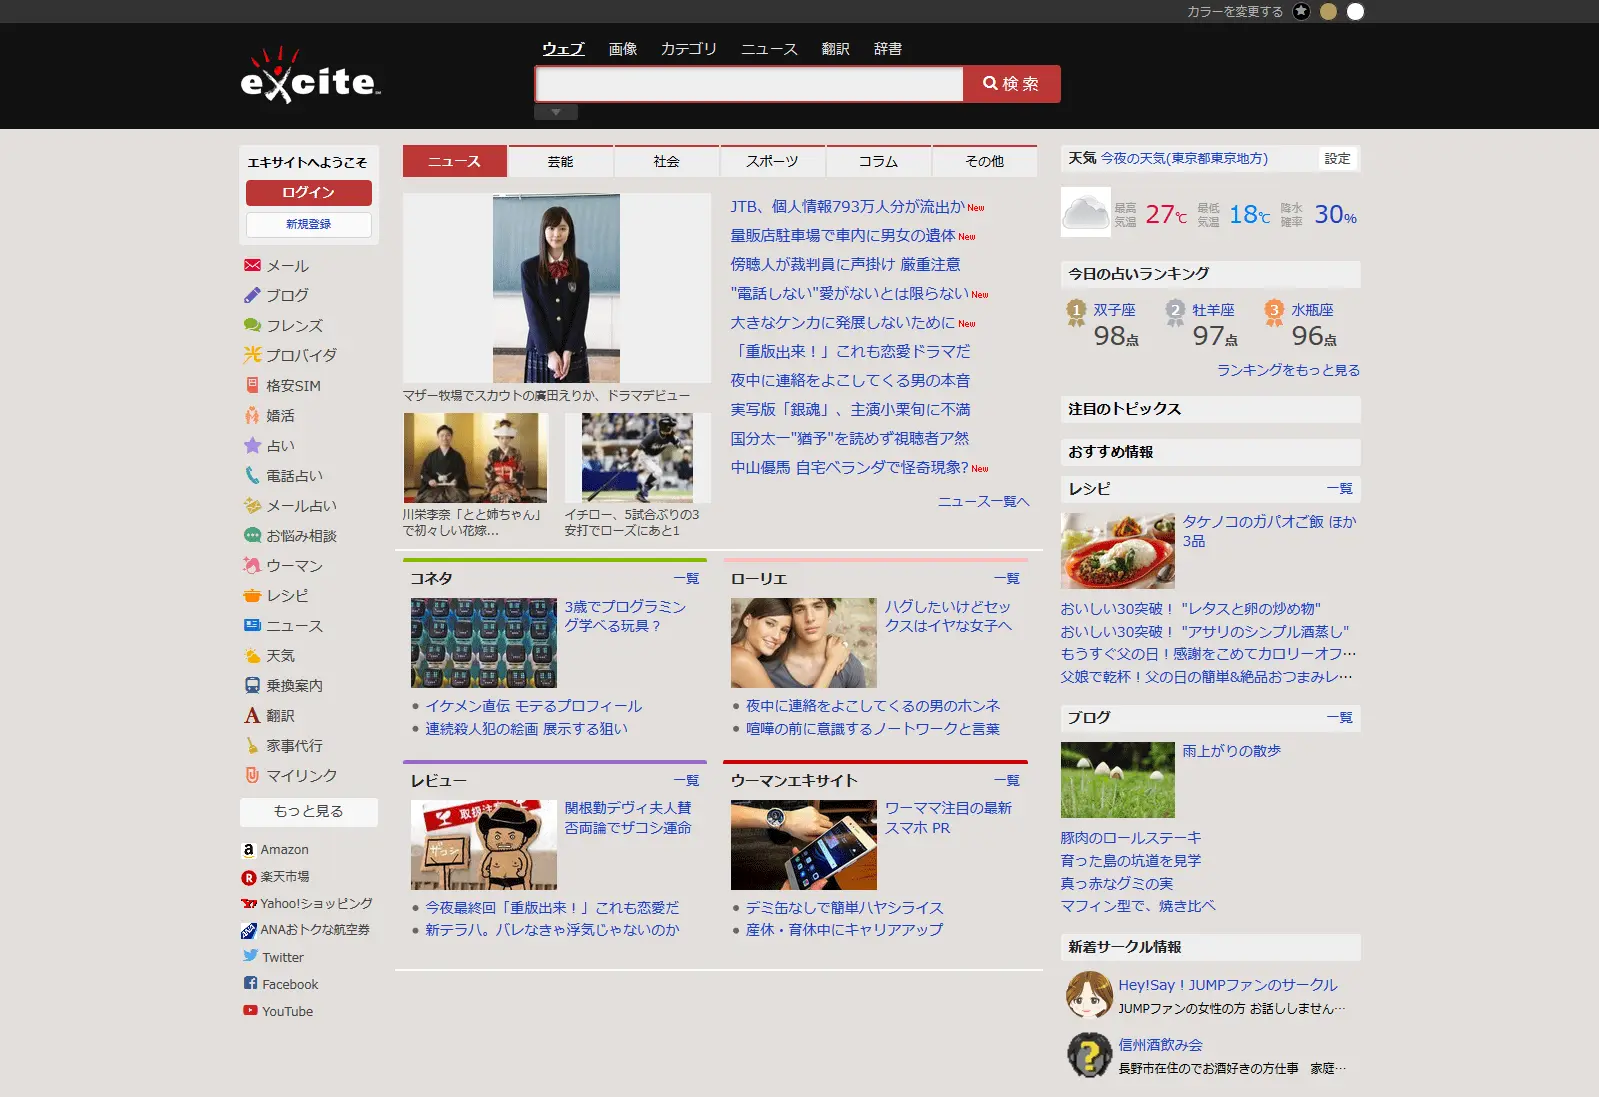 カラーを変更する
excite
ウェブ 画像 カテゴリ ニュース 翻訳 辞書
検索
エキサイトへようこそ
ログイン
新規登録
メール
ブログ
フレンズ
プロバイダ
格安SIM
婚活
占い
電話占い
メール占い
お悩み相談
ウーマン
レシピ
ニュース
天気
乗換案内
翻訳
家事代行
マイリンク
もっと見る
Amazon
楽天市場
Yahoo!ショッピング
ANAおトクな航空券
Twitter
Facebook
YouTube
ニュース 芸能 社会 スポーツ コラム その他
マザー牧場でスカウトの廣田えりか、ドラマデビュー
川栄李奈「とと姉ちゃん」
で初々しい花嫁...
イチロー、5試合ぶりの3
安打でローズにあと1
JTB、個人情報793万人分が流出か New
量販店駐車場で車内に男女の遺体 New
傍聴人が裁判員に声掛け 厳重注意
"電話しない"愛がないとは限らない New
大きなケンカに発展しないために New
「重版出来！」これも恋愛ドラマだ
夜中に連絡をよこしてくる男の本音
実写版「銀魂」、主演小栗旬に不満
国分太一"猶予"を読めず視聴者ア然
中山優馬 自宅ベランダで怪奇現象? New
ニュース一覧へ
コネタ 一覧
3歳でプログラミン
グ学べる玩具？
イケメン直伝 モテるプロフィール
連続殺人犯の絵画 展示する狙い
ローリエ 一覧
ハグしたいけどセッ
クスはイヤな女子へ
夜中に連絡をよこしてくるの男のホンネ
喧嘩の前に意識するノートワークと言葉
レビュー 一覧
取扱注意
ザコシ
関根勤デヴィ夫人賛
否両論でザコシ運命
今夜最終回「重版出来！」これも恋愛だ
新テラハ。バレなきゃ浮気じゃないのか
ウーマンエキサイト 一覧
ワーママ注目の最新
スマホ PR
デミ缶なしで簡単ハヤシライス
産休・育休中にキャリアアップ
天気 今夜の天気(東京都東京地方) 設定
最高気温 27℃ 最低気温 18℃ 降水確率 30%
今日の占いランキング
1 双子座 2 牡羊座 3 水瓶座
98点 97点 96点
ランキングをもっと見る
注目のトピックス
おすすめ情報
レシピ 一覧
タケノコのガパオご飯 ほか
3品
おいしい30突破！ "レタスと卵の炒め物"
おいしい30突破！ "アサリのシンプル酒蒸し"
もうすぐ父の日！感謝をこめてカロリーオフ…
父娘で乾杯！父の日の簡単&絶品おつまみレ…
ブログ 一覧
雨上がりの散歩
豚肉のロールステーキ
育った島の坑道を見学
真っ赤なグミの実
マフィン型で、焼き比べ
新着サークル情報
Hey!Say！JUMPファンのサークル
JUMPファンの女性の方 お話ししません…
信州酒飲み会
長野市在住のでお酒好きの方仕事　家庭…